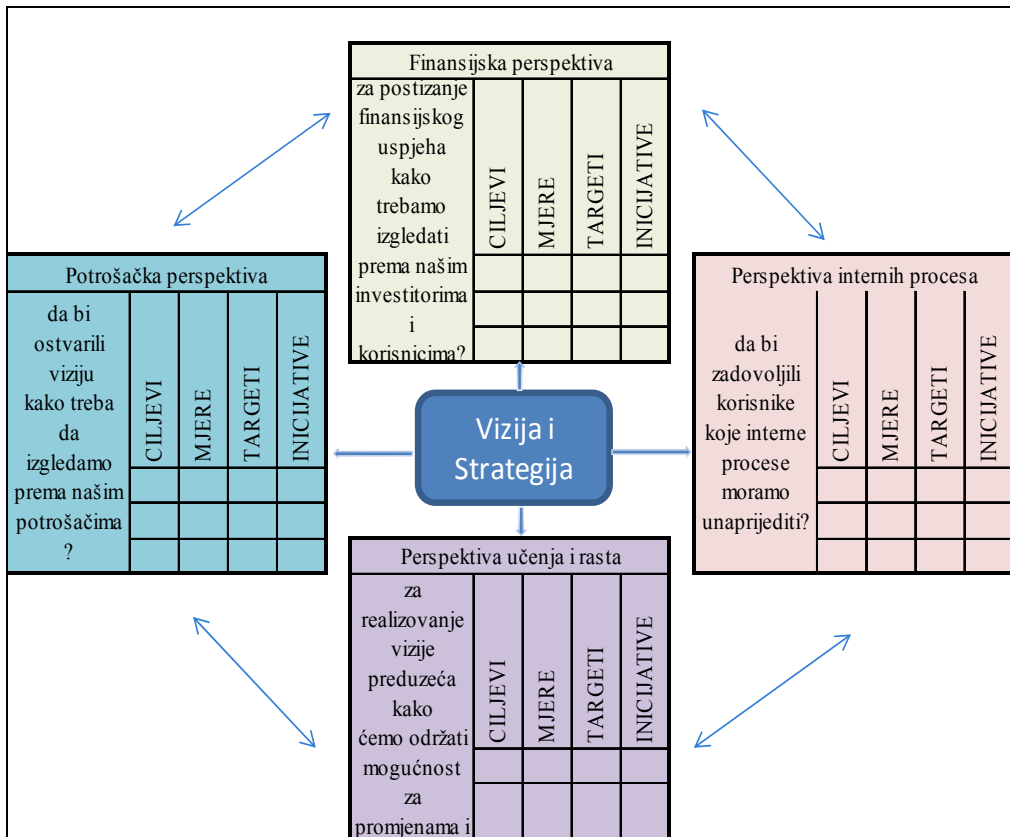 Finansijska perspektiva
za postizanje
finansijskog
uspjeha
kako
trebamo
izgledati
prema našim
investitorima
i
korisnicima?
CILJEVI
MJERE
TARGETI
INICIJATIVE
Potrošačka perspektiva
da bi
ostvarili
viziju
kako treba
da
izgledamo
prema našim
potrošačima
?
CILJEVI
MJERE
TARGETI
INICIJATIVE
Vizija i
Strategija
Perspektiva internih procesa
da bi
zadovoljili
korisnike
koje interne
procese
moramo
unaprijediti?
CILJEVI
MJERE
TARGETI
INICIJATIVE
Perspektiva učenja i rasta
za
realizovanje
vizije
preduzeća
kako
ćemo održati
mogućnost
za
promjenama i
CILJEVI
MJERE
TARGETI
INICIJATIVE